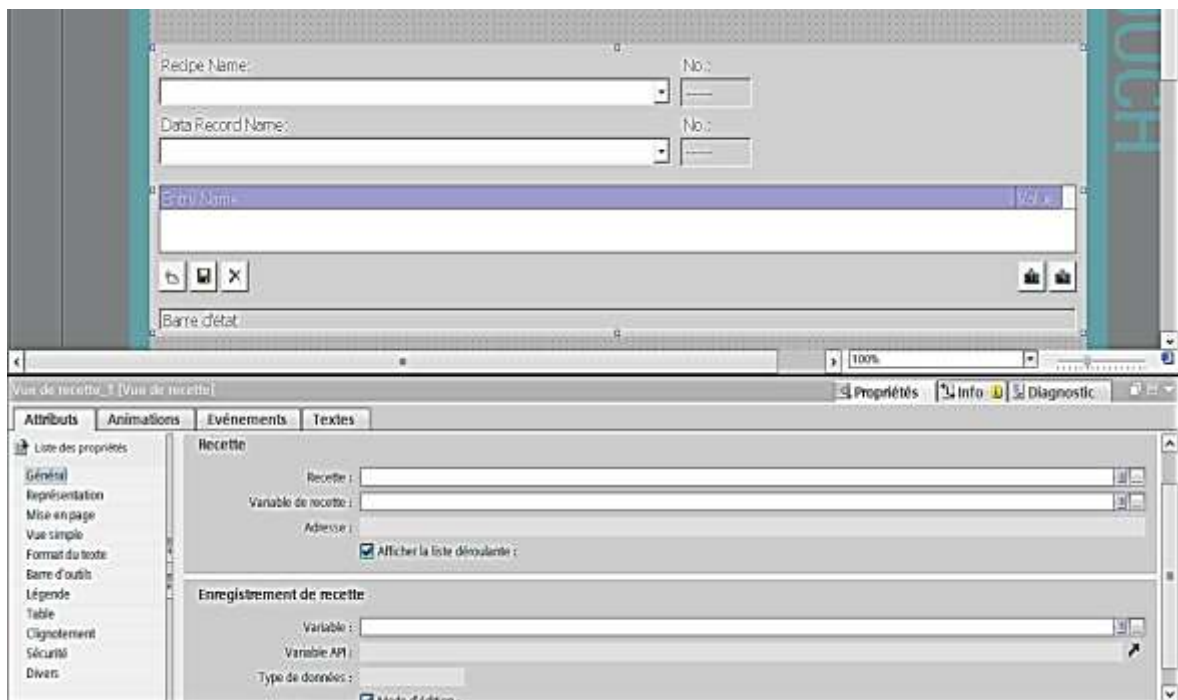 OUCH
Recipe Name:
No.:
------
Data Record Name:
No.:
------
Entry Name
Value
Barre d'état
100%
Vue de recette_1 [Vue de recette]
Propriétés
Info
Diagnostic
Attributs
Animations
Evénements
Textes
Liste des propriétés
Général
Représentation
Mise en page
Vue simple
Format du texte
Barre d'outils
Légende
Table
Clignotement
Sécurité
Divers
Recette
Recette :
Variable de recette :
Adresse :
Afficher la liste déroulante :
Enregistrement de recette
Variable :
Variable API :
Type de données :
Mode d'édition :